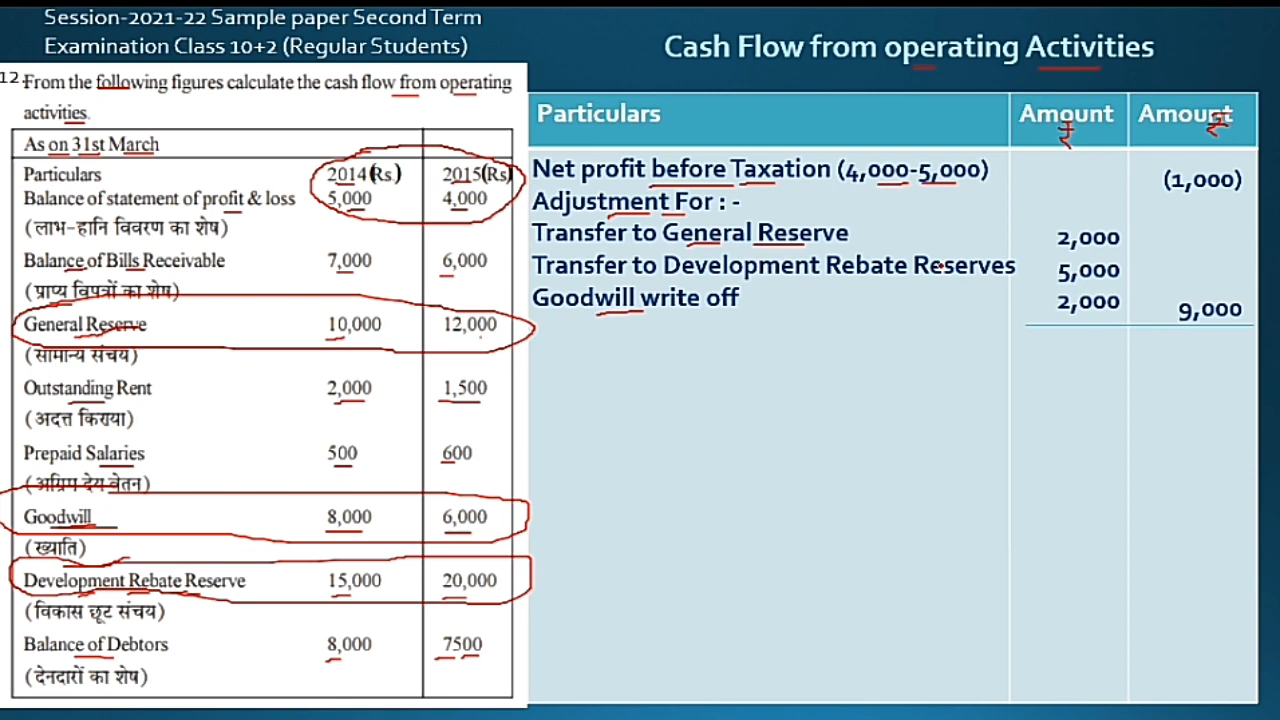 Session-2021-22 Sample paper Second Term
Examination Class 10+2 (Regular Students)
Cash Flow from operating Activities
12 From the following figures calculate the cash flow from operating
activities.
As on 31st March
Particulars 2014 (Rs.) 2015(Rs)
Balance of statement of profit & loss 5,000 4,000
(लाभ-हानि विवरण का शेष)
Balance of Bills Receivable 7,000 6,000
(प्राप्य विपत्रों का शेष)
General Reserve 10,000 12,000
(सामान्य संचय)
Outstanding Rent 2,000 1,500
(अदत्त किराया)
Prepaid Salaries 500 600
(अग्रिम देय वेतन)
Goodwill 8,000 6,000
(ख्याति)
Development Rebate Reserve 15,000 20,000
(विकास छूट संचय)
Balance of Debtors 8,000 7500
(देनदारों का शेष)
Particulars Amount ₹ Amount ₹
Net profit before Taxation (4,000-5,000) (1,000)
Adjustment For : -
Transfer to General Reserve 2,000
Transfer to Development Rebate Reserves 5,000
Goodwill write off 2,000 9,000